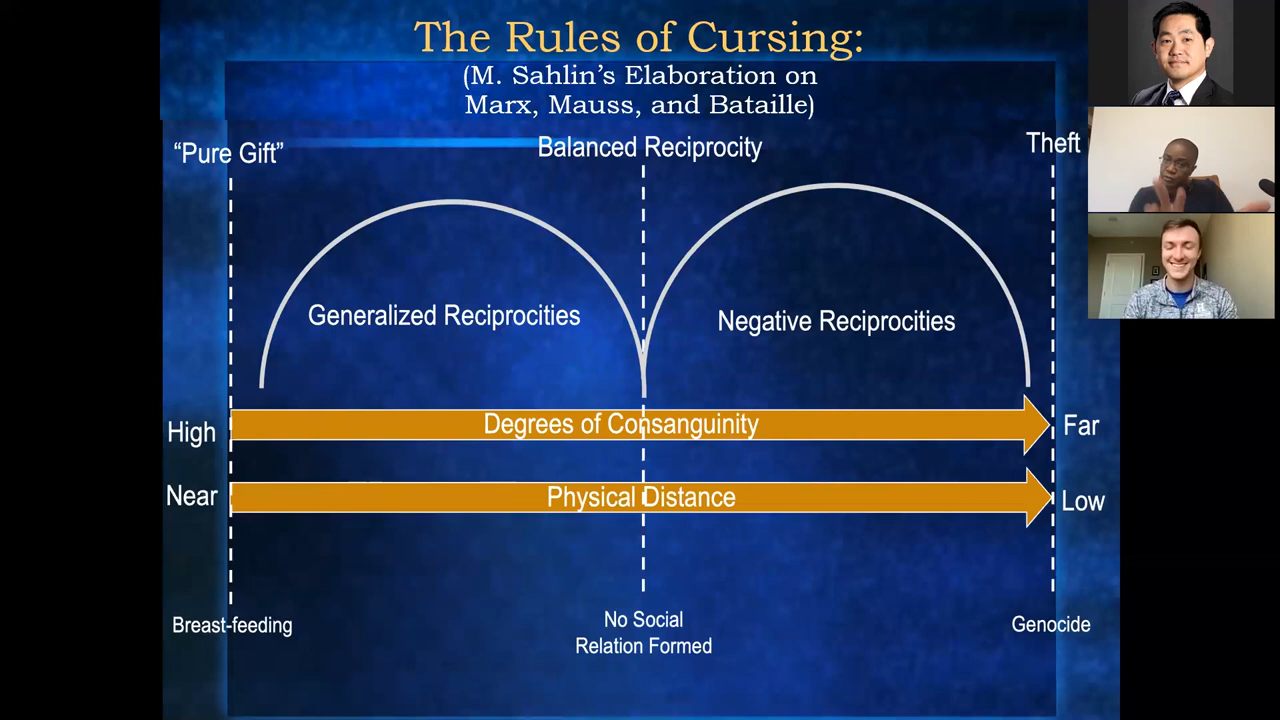 The Rules of Cursing:
(M. Sahlin’s Elaboration on
Marx, Mauss, and Bataille)
“Pure Gift”
Balanced Reciprocity
Theft
Generalized Reciprocities
Negative Reciprocities
High
Degrees of Consanguinity
Far
Near
Physical Distance
Low
Breast-feeding
No Social
Relation Formed
Genocide